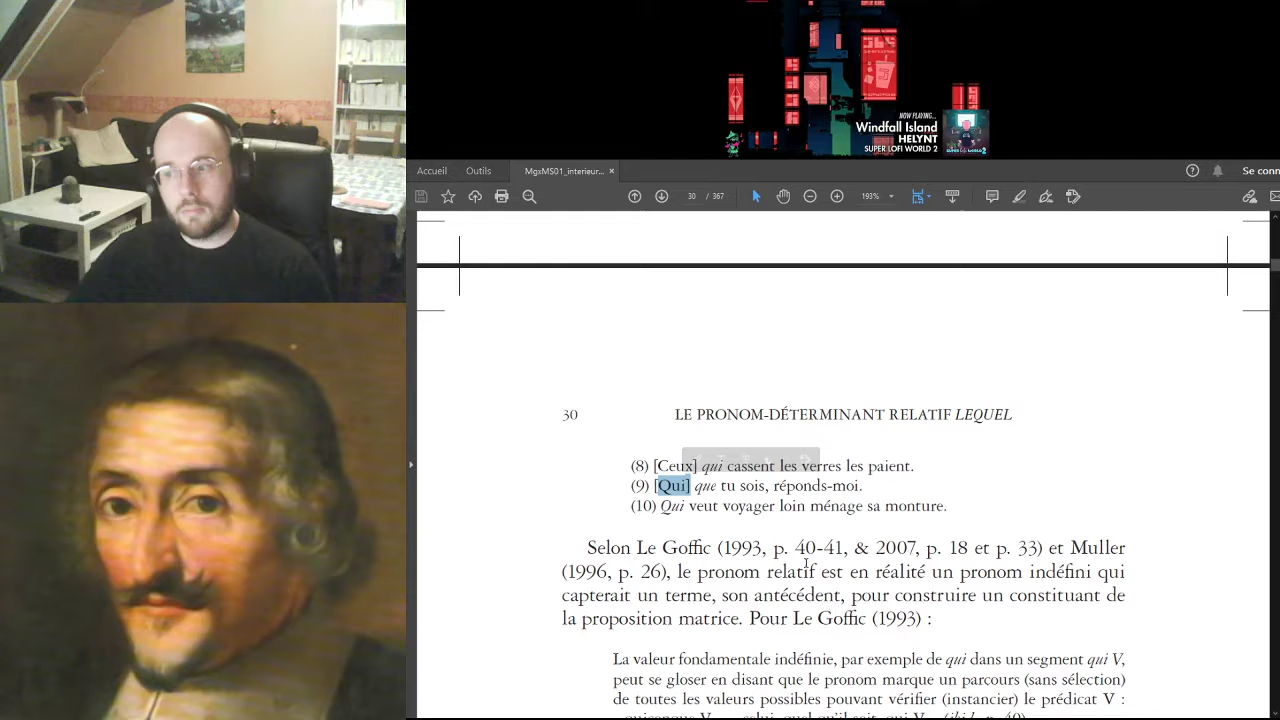 NOW PLAYING...
Windfall Island
HELYNT
SUPER LOFI WORLD 2
Accueil Outils MgxMS01_interieur... ×
Se conn
30 / 367
193%
30 LE PRONOM-DÉTERMINANT RELATIF LEQUEL
(8) [Ceux] qui cassent les verres les paient.
(9) [Qui] que tu sois, réponds-moi.
(10) Qui veut voyager loin ménage sa monture.
Selon Le Goffic (1993, p. 40-41, & 2007, p. 18 et p. 33) et Muller
(1996, p. 26), le pronom relatif est en réalité un pronom indéfini qui
capterait un terme, son antécédent, pour construire un constituant de
la proposition matrice. Pour Le Goffic (1993) :
La valeur fondamentale indéfinie, par exemple de qui dans un segment qui V,
peut se gloser en disant que le pronom marque un parcours (sans sélection)
de toutes les valeurs possibles pouvant vérifier (instancier) le prédicat V :